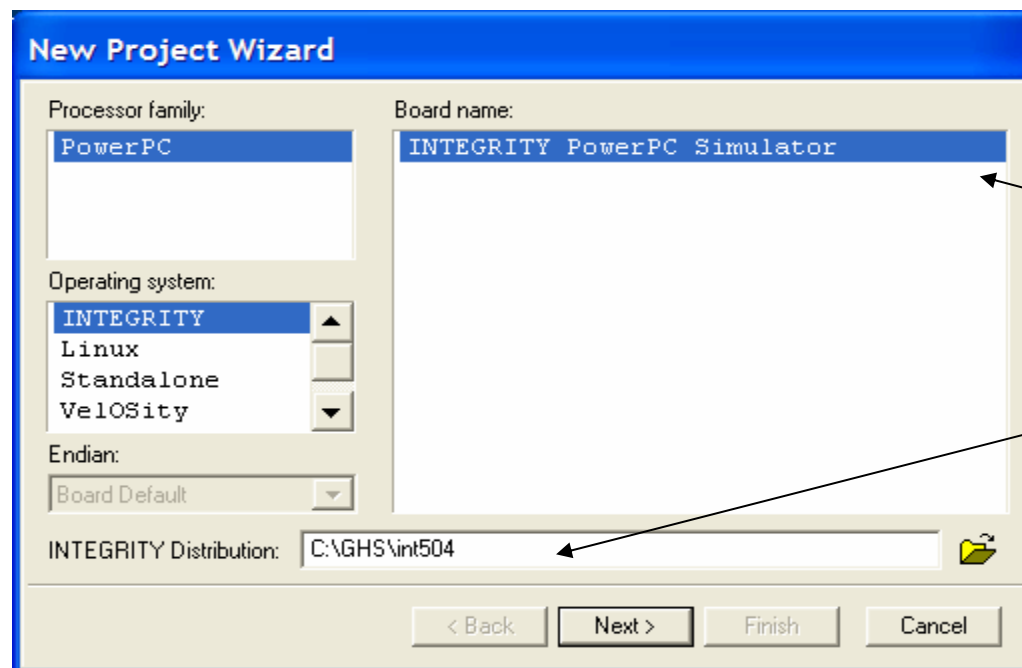 New Project Wizard
Processor family:
PowerPC
Board name:
INTEGRITY PowerPC Simulator
Operating system:
INTEGRITY
Linux
Standalone
VelOSity
Endian:
Board Default
INTEGRITY Distribution: C:\GHS\int504
< Back Next > Finish Cancel